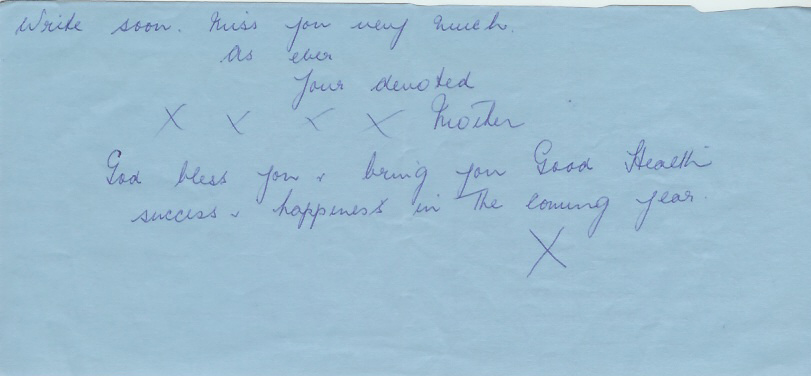 Write soon. Miss you very much.
As ever
Your devoted
X X X X Mother
God bless you & bring you Good Health
success & happiness in the coming year.
X